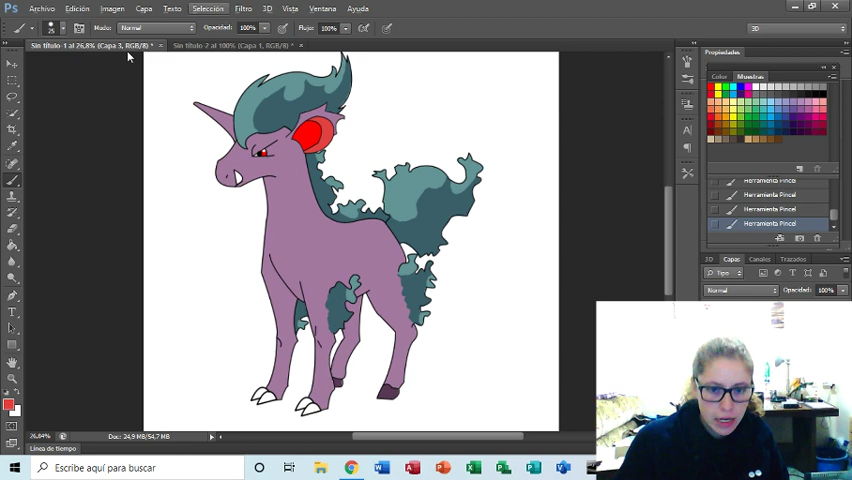 Ps Archivo Edición Imagen Capa Texto Selección Filtro 3D Vista Ventana Ayuda
25 Modo: Normal Opacidad: 100% Flujo: 100% 3D
Sin título-1 al 26,8% (Capa 3, RGB/8) * × Sin título-2 al 100% (Capa 1, RGB/8) * ×
Propiedades
Color Muestras
Herramienta Pincel
Herramienta Pincel
Herramienta Pincel
Herramienta Pincel
3D Capas Canales Trazados
Tipo
Normal Opacidad: 100%
26,84% Doc: 24,9 MB/54,7 MB
Línea de tiempo
Escribe aquí para buscar